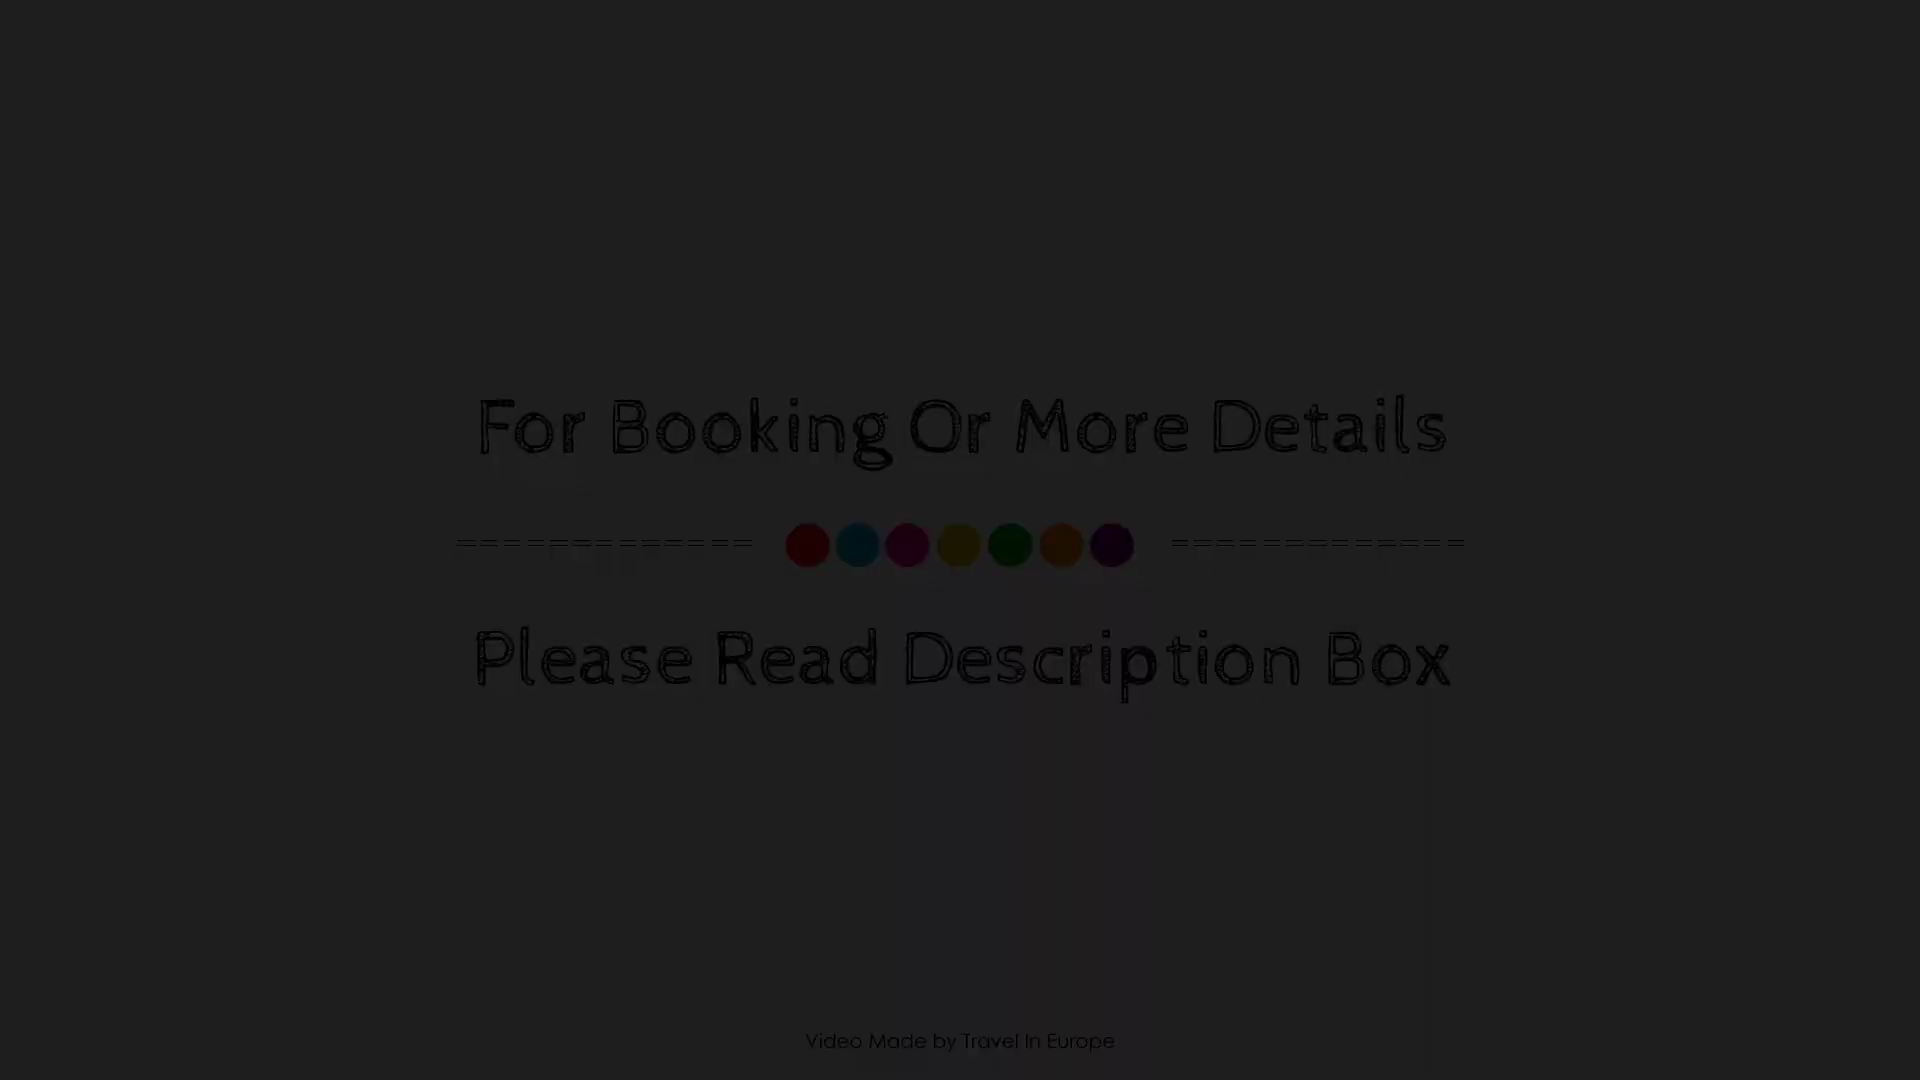 For Booking Or More Details
============= =============
Please Read Description Box
Video Made by Travel In Europe